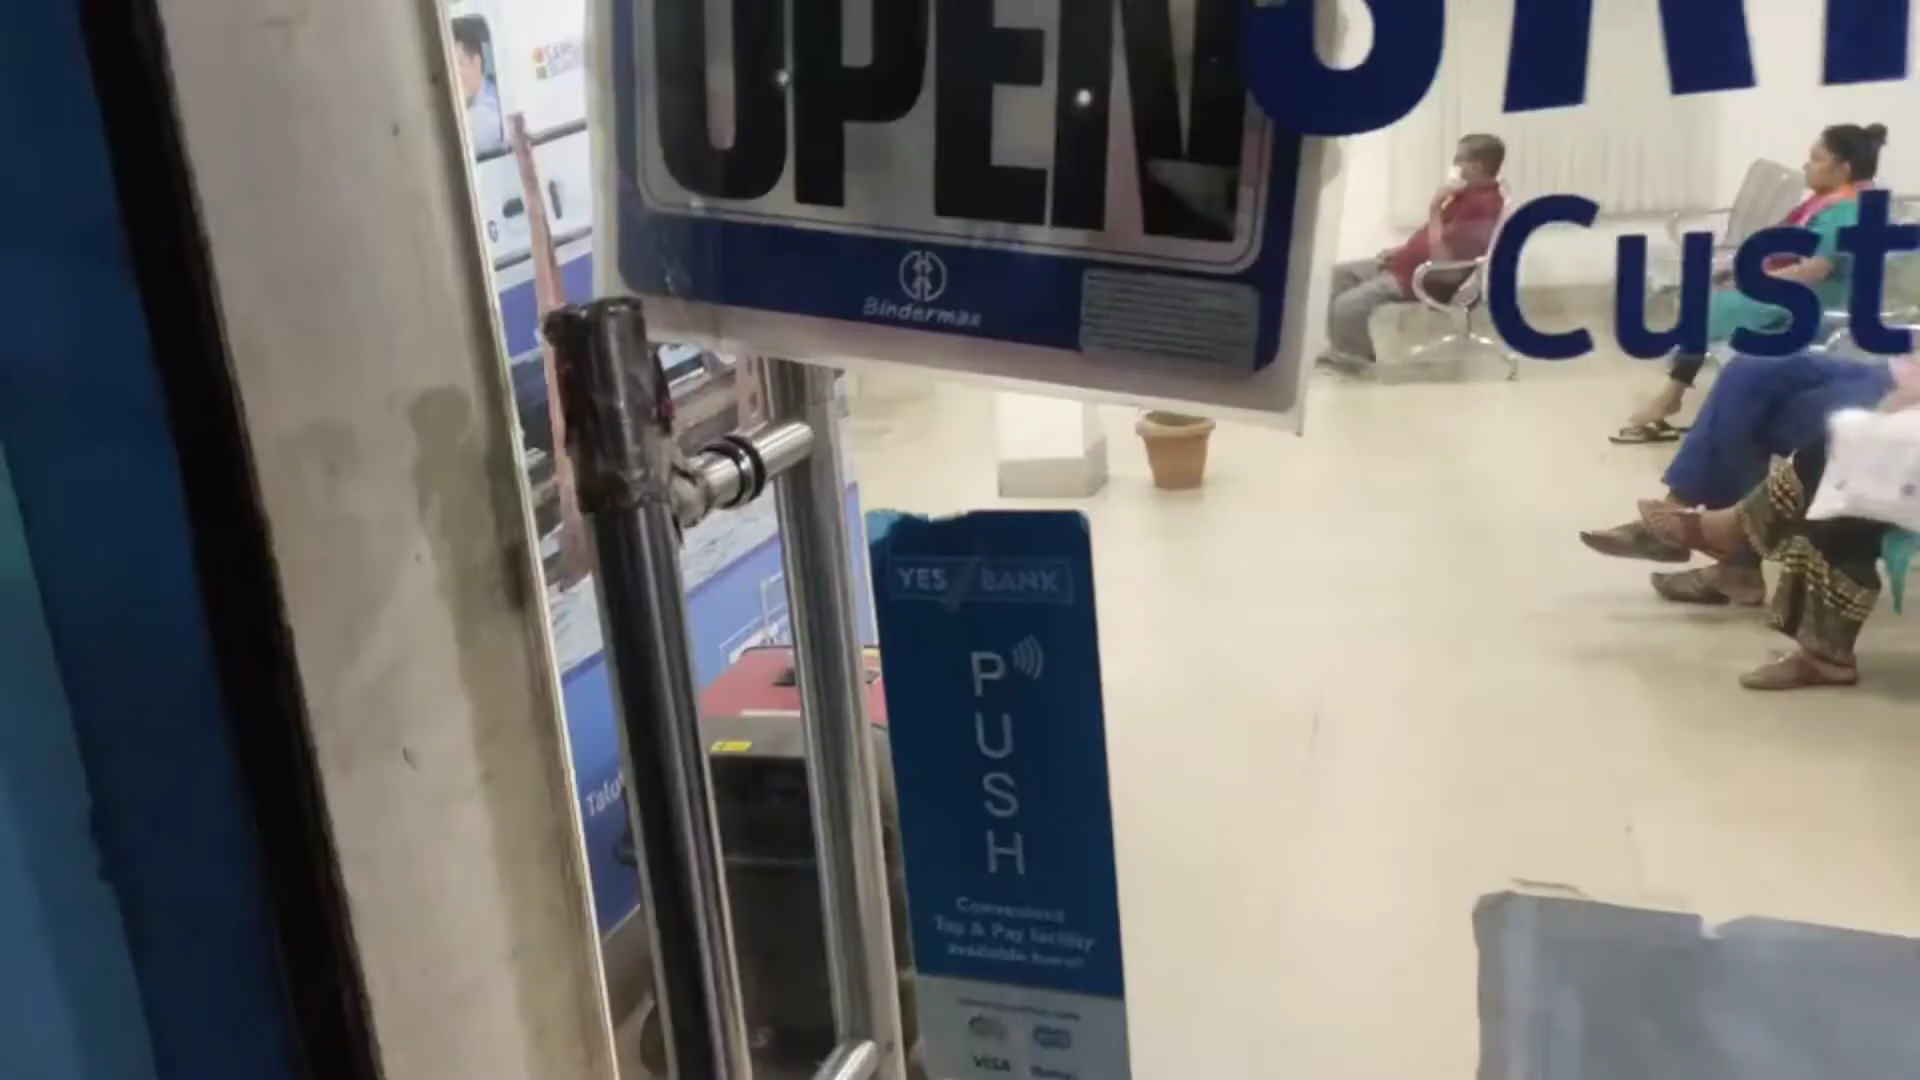 OPEN
Bindermax
Cust
YES BANK
PUSH
Convenient
Tap & Pay facility
available here!
VISA